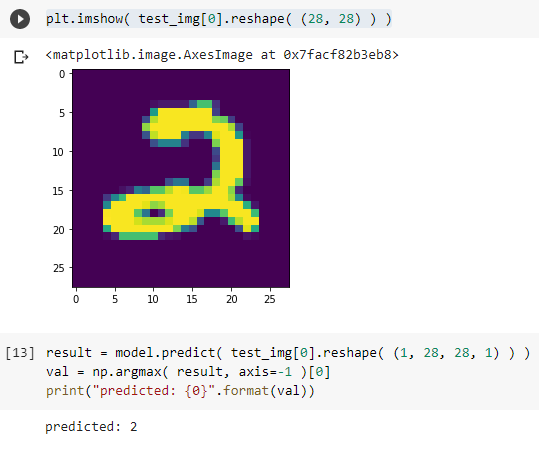 plt.imshow( test_img[0].reshape( (28, 28) ) )
<matplotlib.image.AxesImage at 0x7facf82b3eb8>
0
5
10
15
20
25
0 5 10 15 20 25
[13] result = model.predict( test_img[0].reshape( (1, 28, 28, 1) ) )
val = np.argmax( result, axis=-1 )[0]
print("predicted: {0}".format(val))
predicted: 2